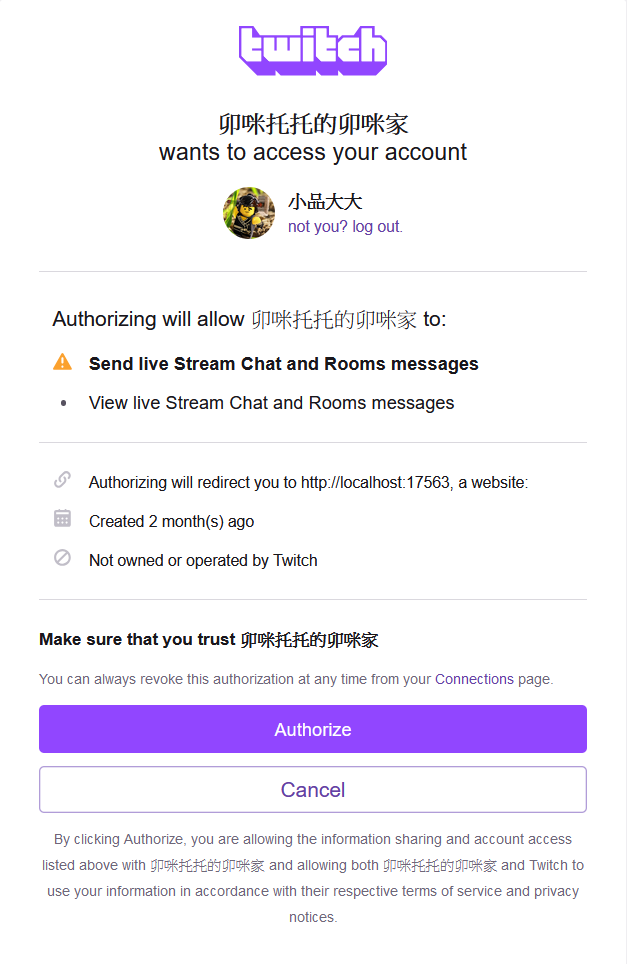 twitch
卯咪托托的卯咪家
wants to access your account
小品大大
not you? log out.
Authorizing will allow 卯咪托托的卯咪家 to:
Send live Stream Chat and Rooms messages
View live Stream Chat and Rooms messages
Authorizing will redirect you to http://localhost:17563, a website:
Created 2 month(s) ago
Not owned or operated by Twitch
Make sure that you trust 卯咪托托的卯咪家
You can always revoke this authorization at any time from your Connections page.
Authorize
Cancel
By clicking Authorize, you are allowing the information sharing and account access
listed above with 卯咪托托的卯咪家 and allowing both 卯咪托托的卯咪家 and Twitch to
use your information in accordance with their respective terms of service and privacy
notices.